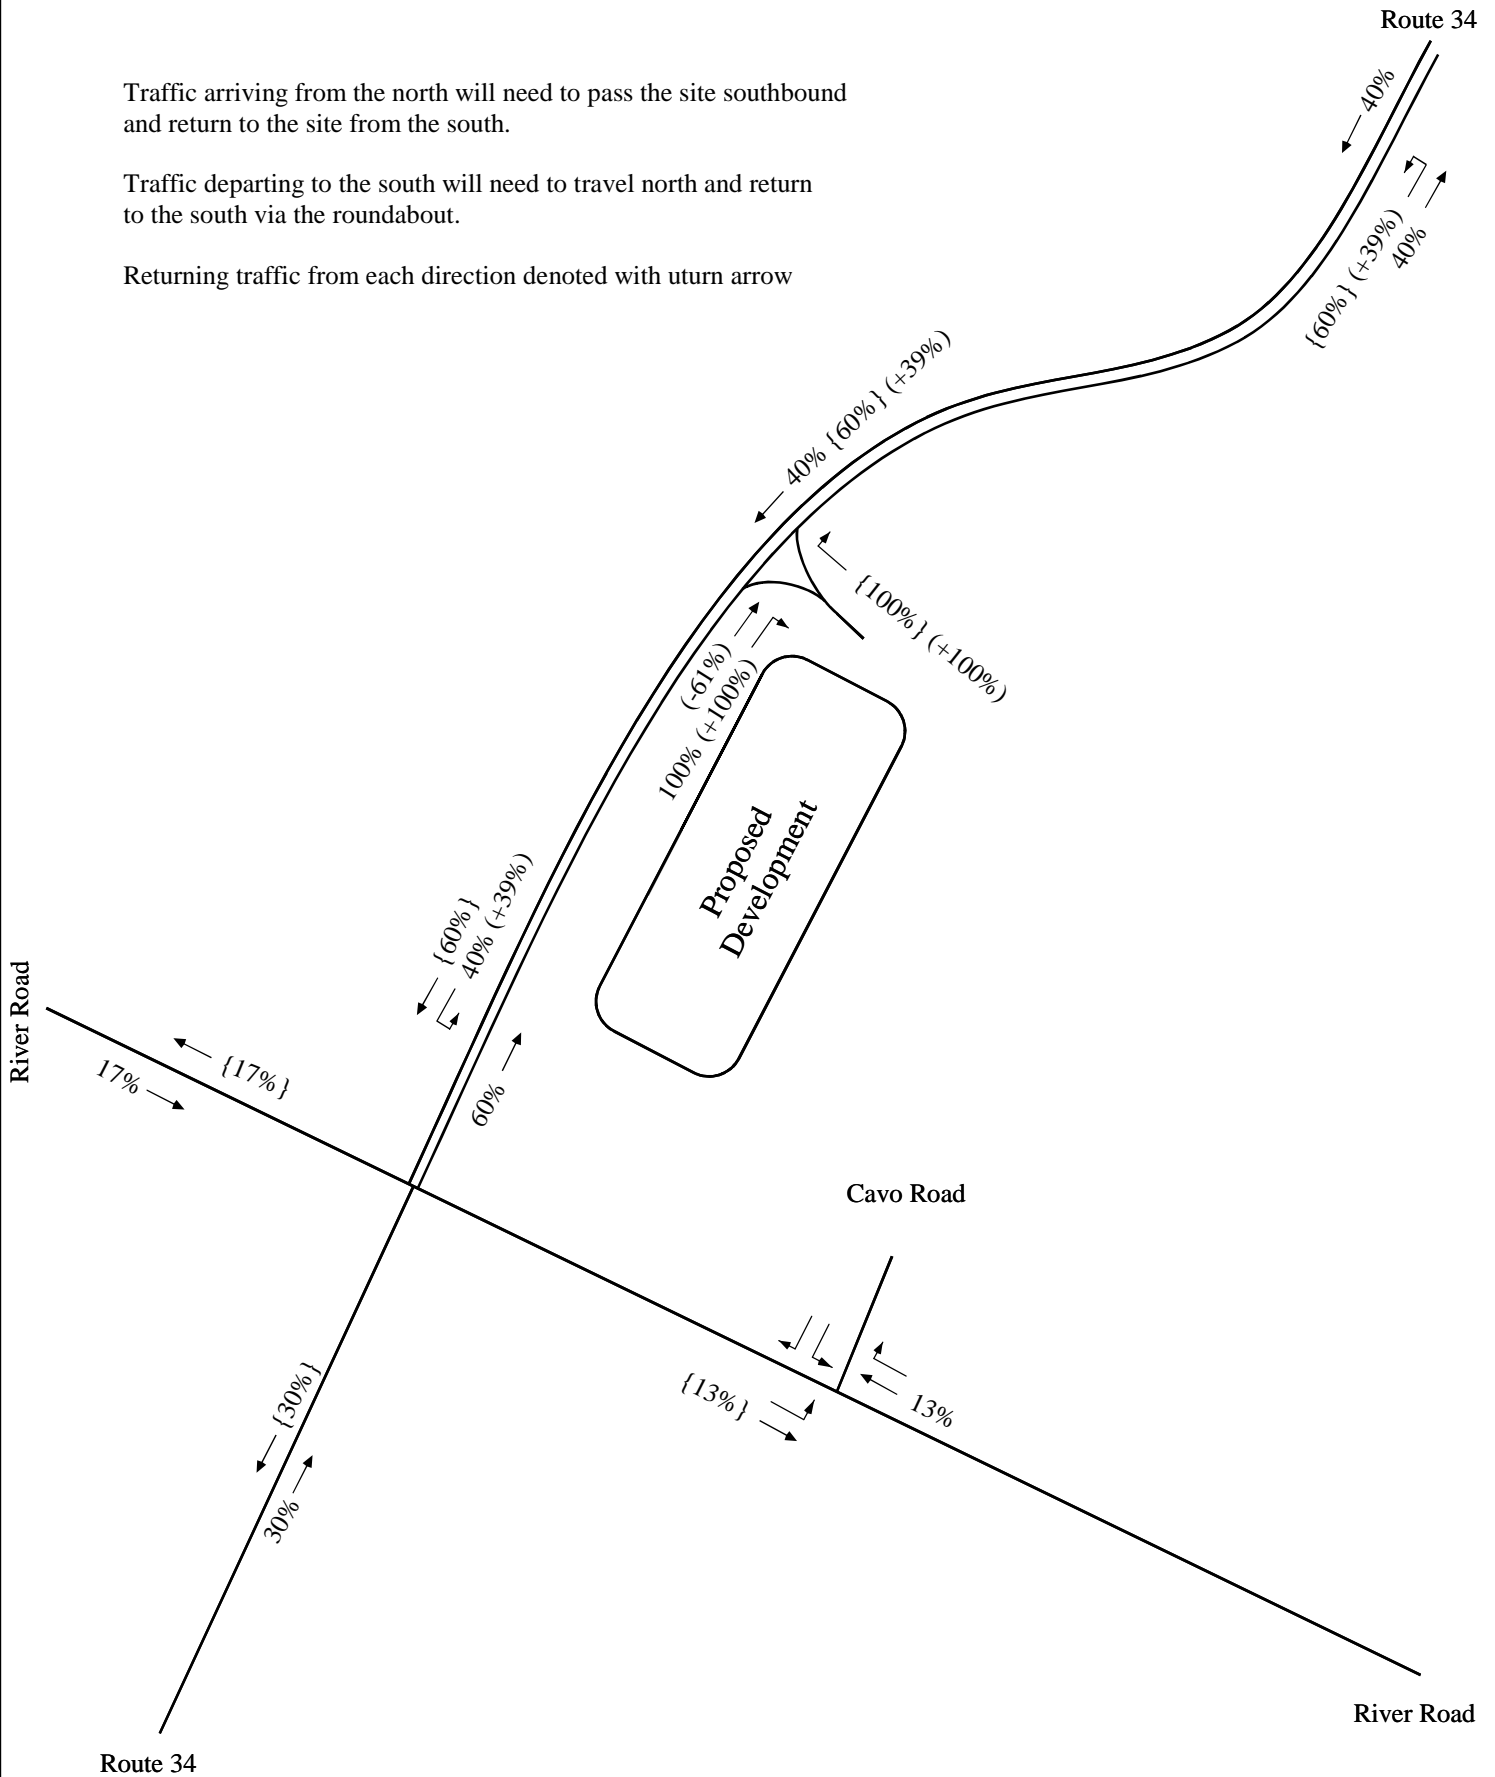 Route 34
Traffic arriving from the north will need to pass the site southbound
and return to the site from the south.
Traffic departing to the south will need to travel north and return
to the south via the roundabout.
Returning traffic from each direction denoted with uturn arrow
40%
{60%} (+39%)
40%
40% {60%} (+39%)
{100%} (+100%)
(-61%)
100% (+100%)
Proposed
Development
{60%}
40% (+39%)
River Road
{17%}
17%
60%
Cavo Road
{13%}
13%
{30%}
30%
River Road
Route 34